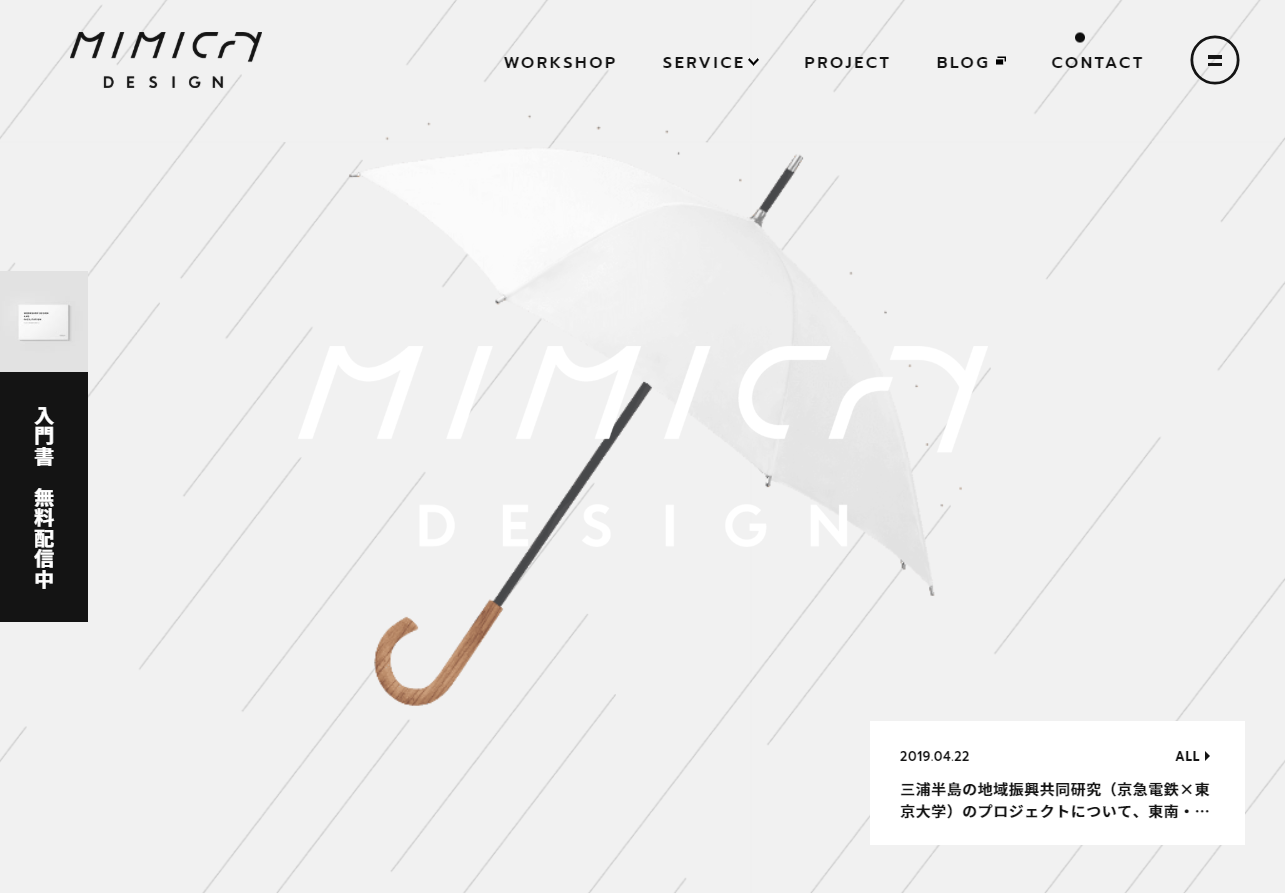 MIMICRY
DESIGN
WORKSHOP
SERVICE
PROJECT
BLOG
CONTACT
MIMICRY
DESIGN
入門書 無料配信中
2019.04.22
ALL
三浦半島の地域振興共同研究（京急電鉄×東
京大学）のプロジェクトについて、東南・…